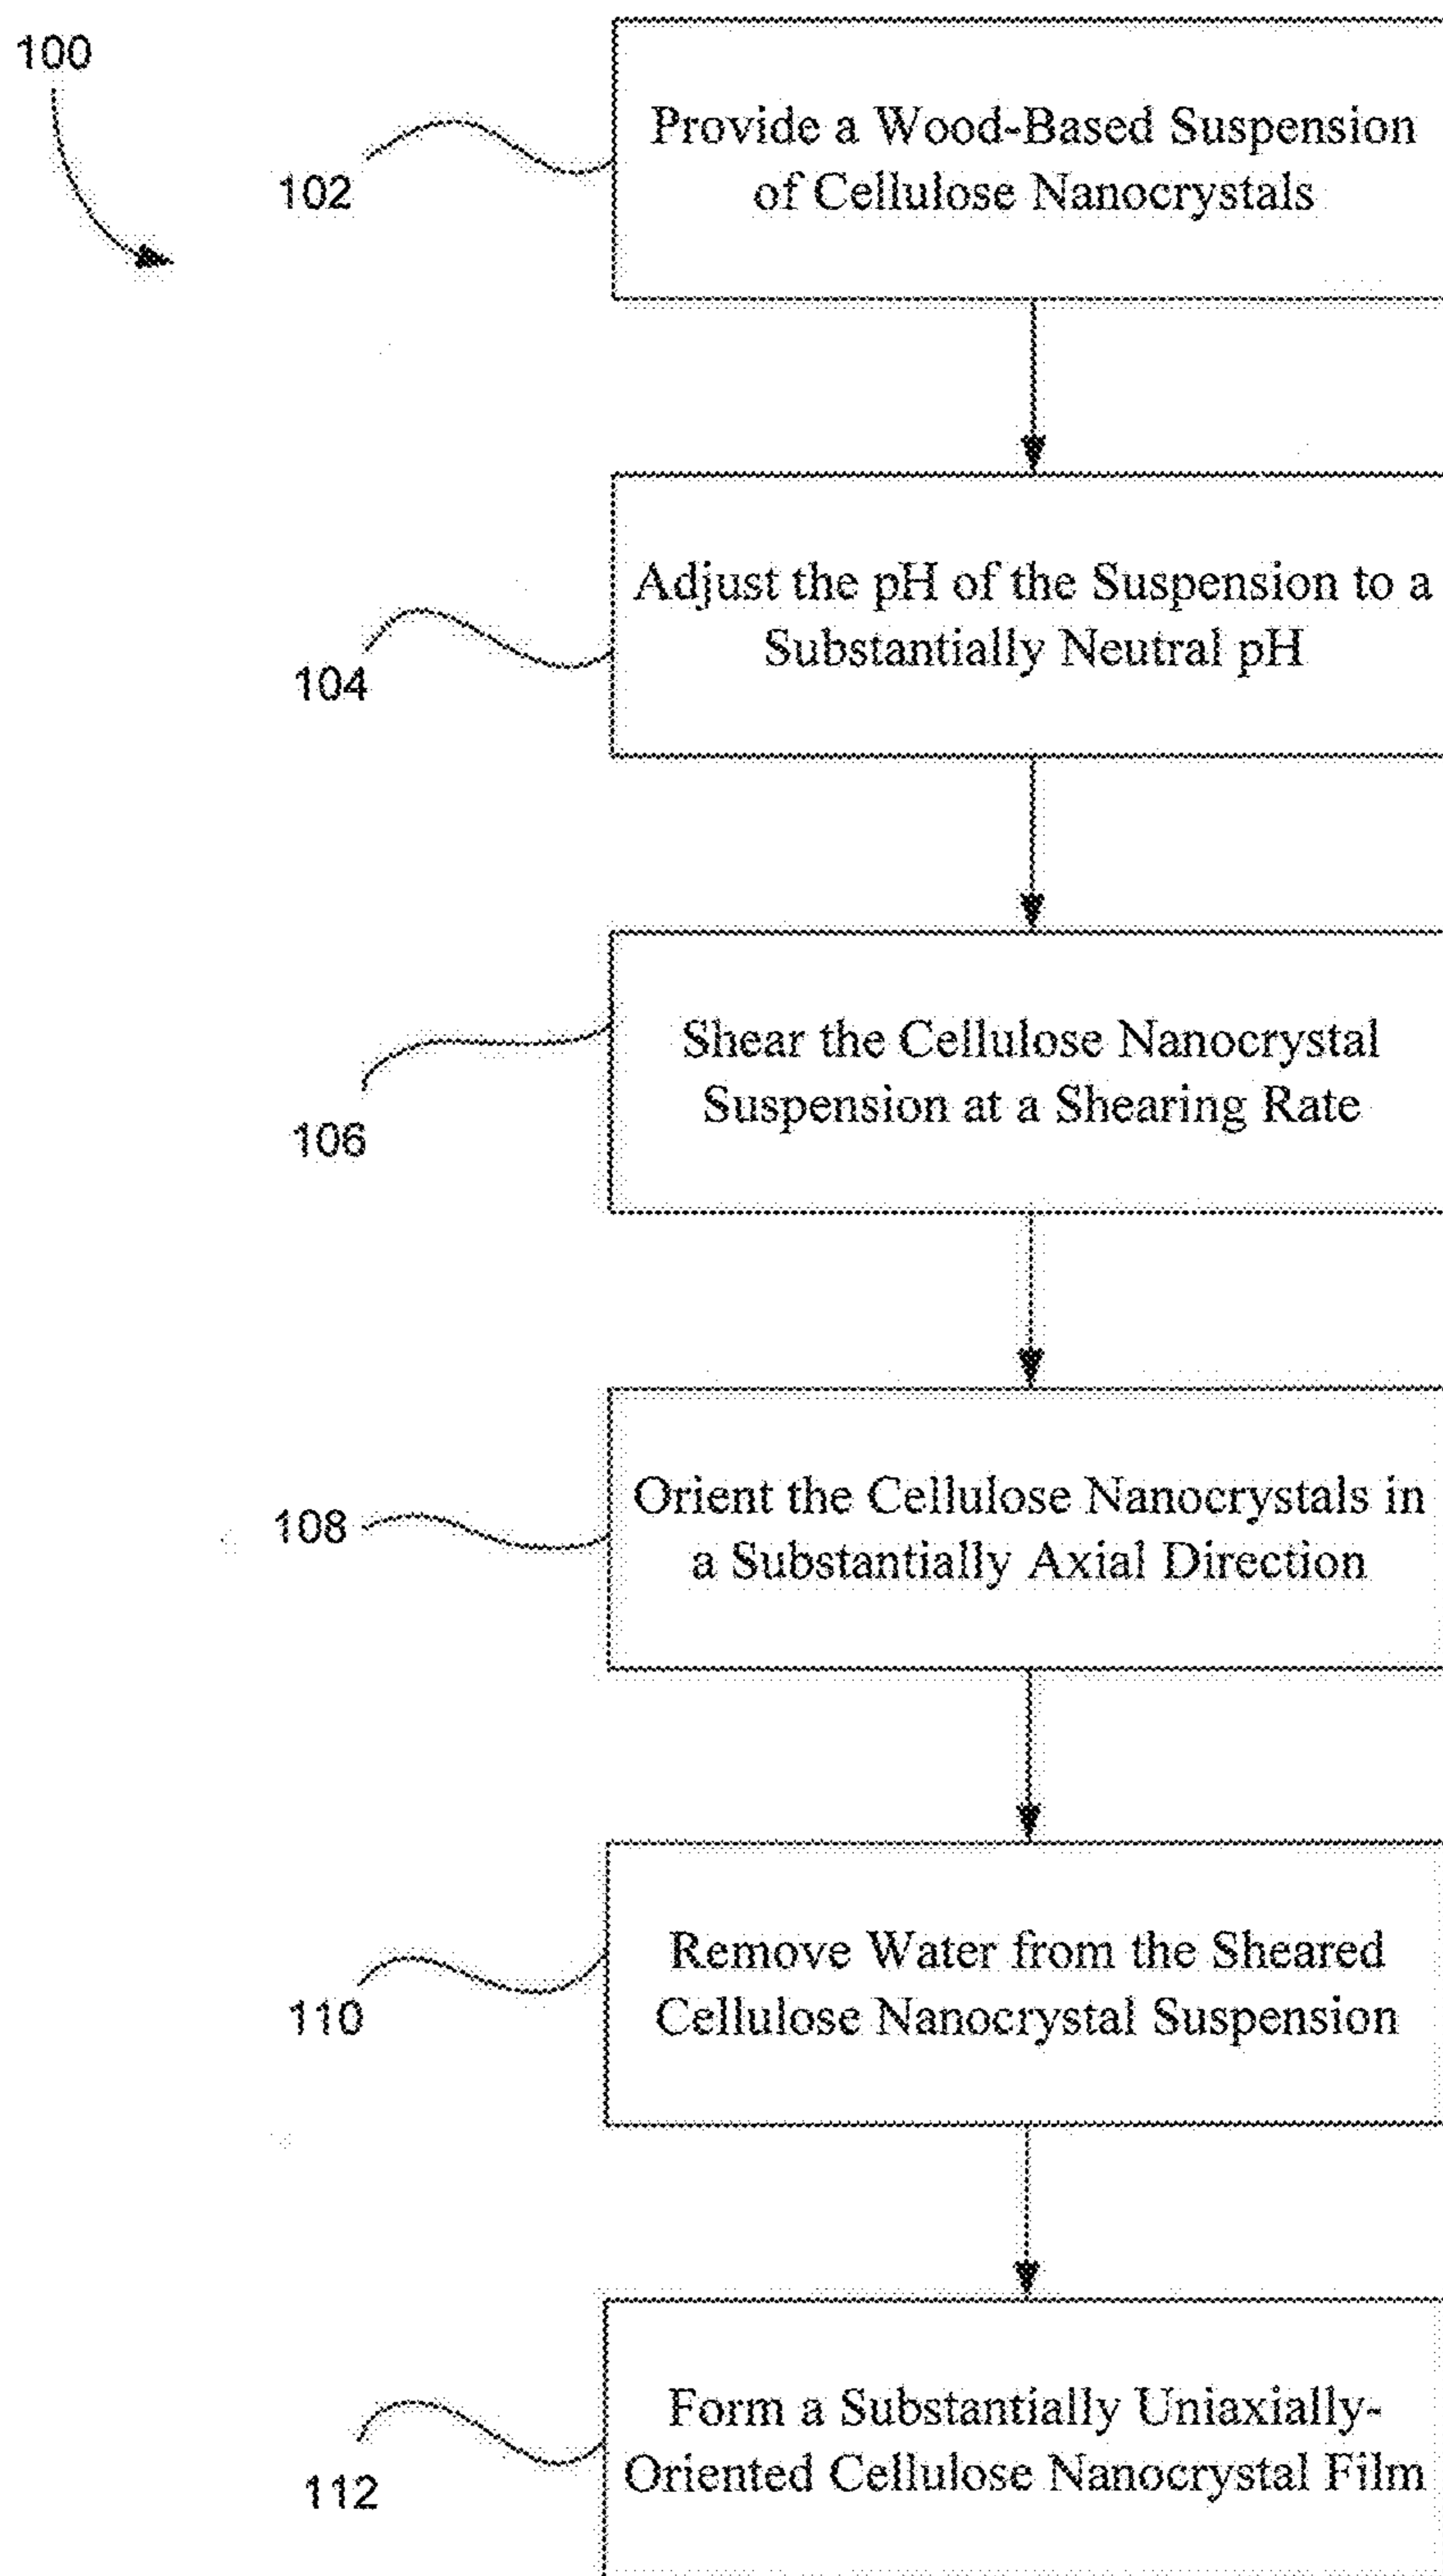 100
Provide a Wood-Based Suspension
of Cellulose Nanocrystals
102
Adjust the pH of the Suspension to a
Substantially Neutral pH
104
Shear the Cellulose Nanocrystal
Suspension at a Shearing Rate
106
Orient the Cellulose Nanocrystals in
a Substantially Axial Direction
108
Remove Water from the Sheared
Cellulose Nanocrystal Suspension
110
Form a Substantially Uniaxially-
Oriented Cellulose Nanocrystal Film
112